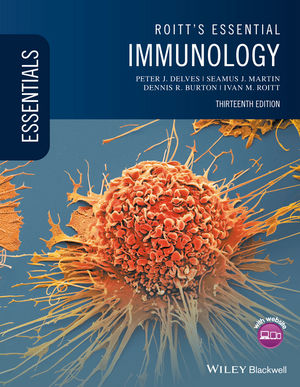 Essentials
ROITT'S ESSENTIAL
IMMUNOLOGY
PETER J. DELVES | SEAMUS J. MARTIN
DENNIS R. BURTON | IVAN M. ROITT
THIRTEENTH EDITION
with website
WILEY Blackwell